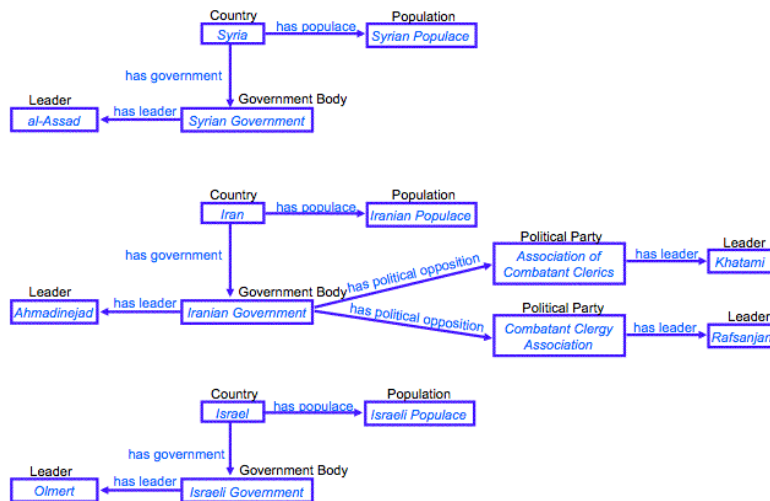 Country
Population
Syria
has populace
Syrian Populace
has government
Leader
Government Body
al-Assad
has leader
Syrian Government
Country
Population
Iran
has populace
Iranian Populace
has government
Political Party
Association of
Combatant Clerics
has leader
Leader
Khatami
has political opposition
Leader
Government Body
Ahmadinejad
has leader
Iranian Government
has political opposition
Political Party
Combatant Clergy
Association
has leader
Leader
Rafsanjani
Country
Population
Israel
has populace
Israeli Populace
has government
Leader
Government Body
Olmert
has leader
Israeli Government